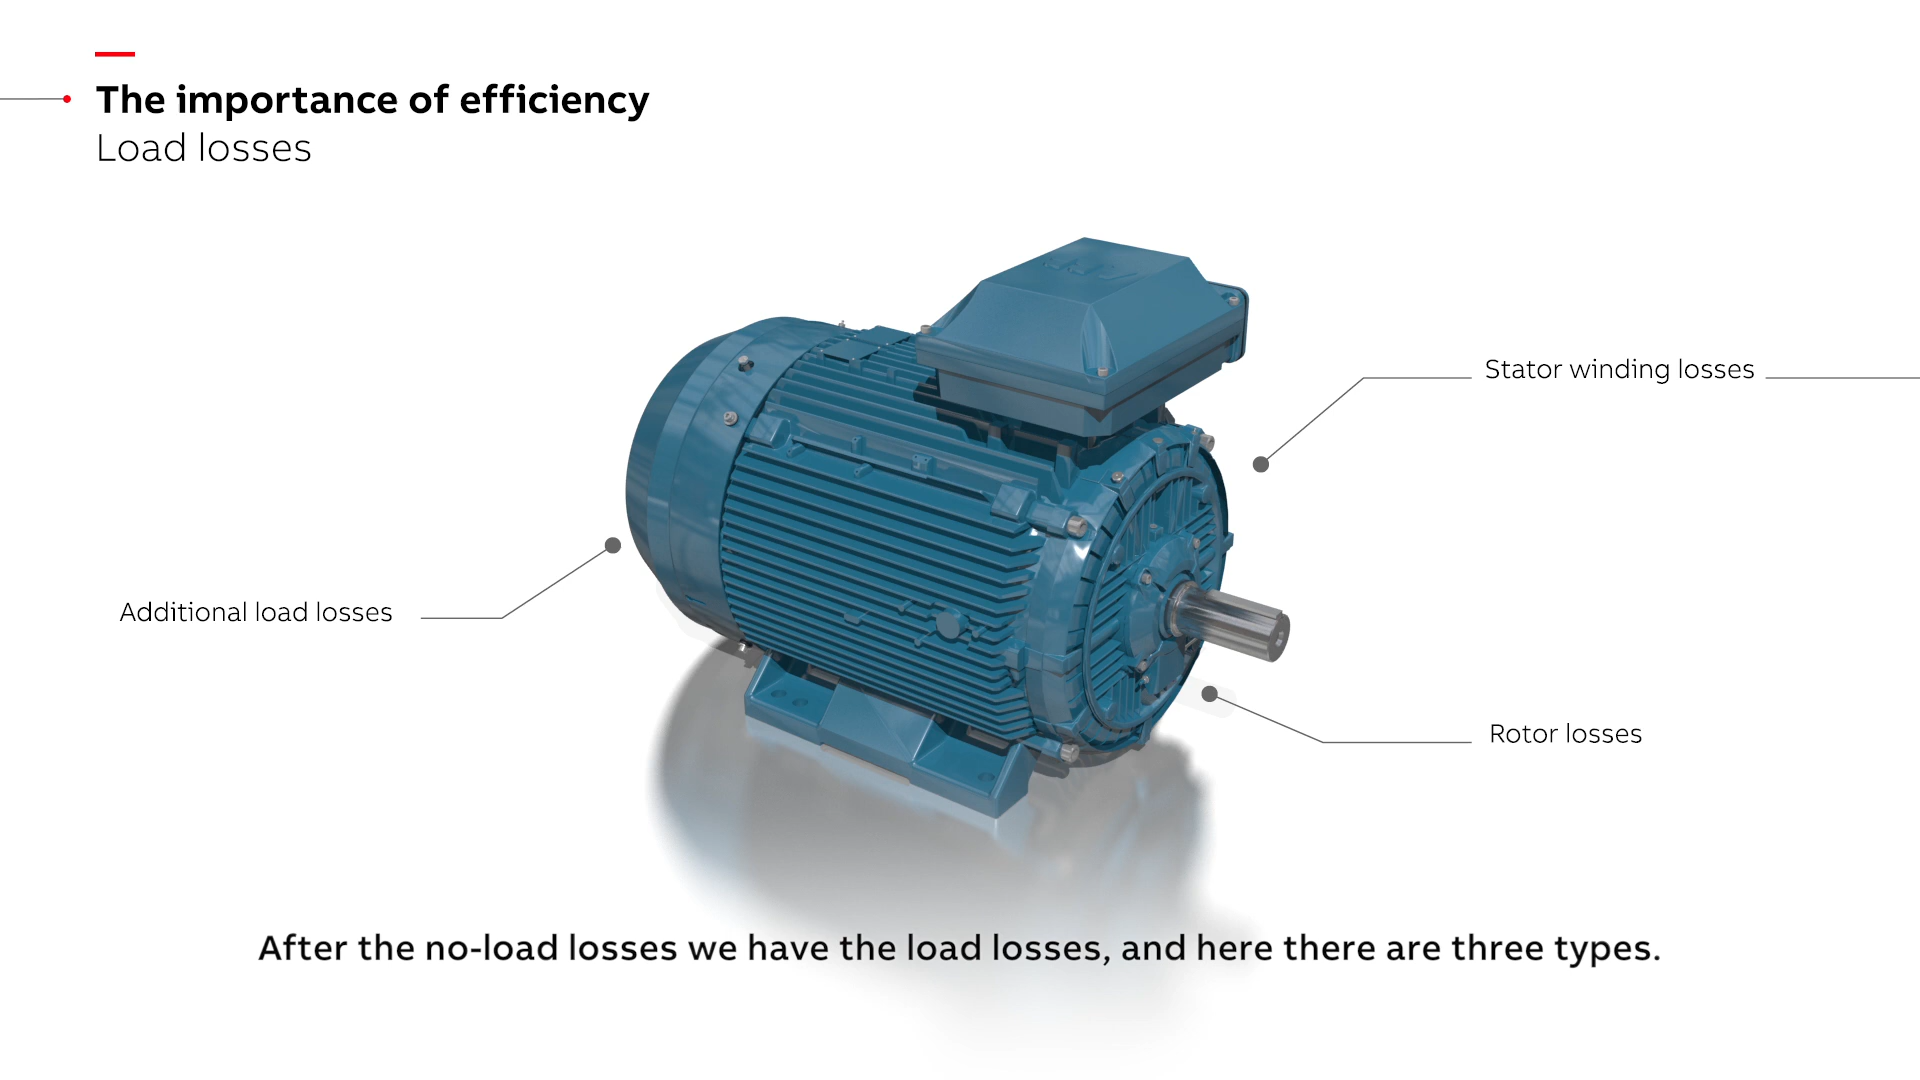 The importance of efficiency
Load losses
Stator winding losses
Additional load losses
Rotor losses
After the no-load losses we have the load losses, and here there are three types.